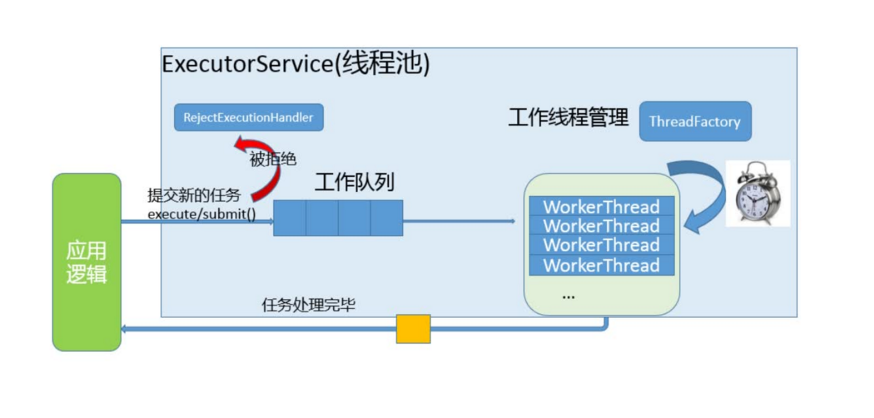 ExecutorService(线程池)
RejectExecutionHandler
工作线程管理
ThreadFactory
被拒绝
提交新的任务
execute/submit()
工作队列
应用
逻辑
WorkerThread
WorkerThread
WorkerThread
WorkerThread
...
任务处理完毕